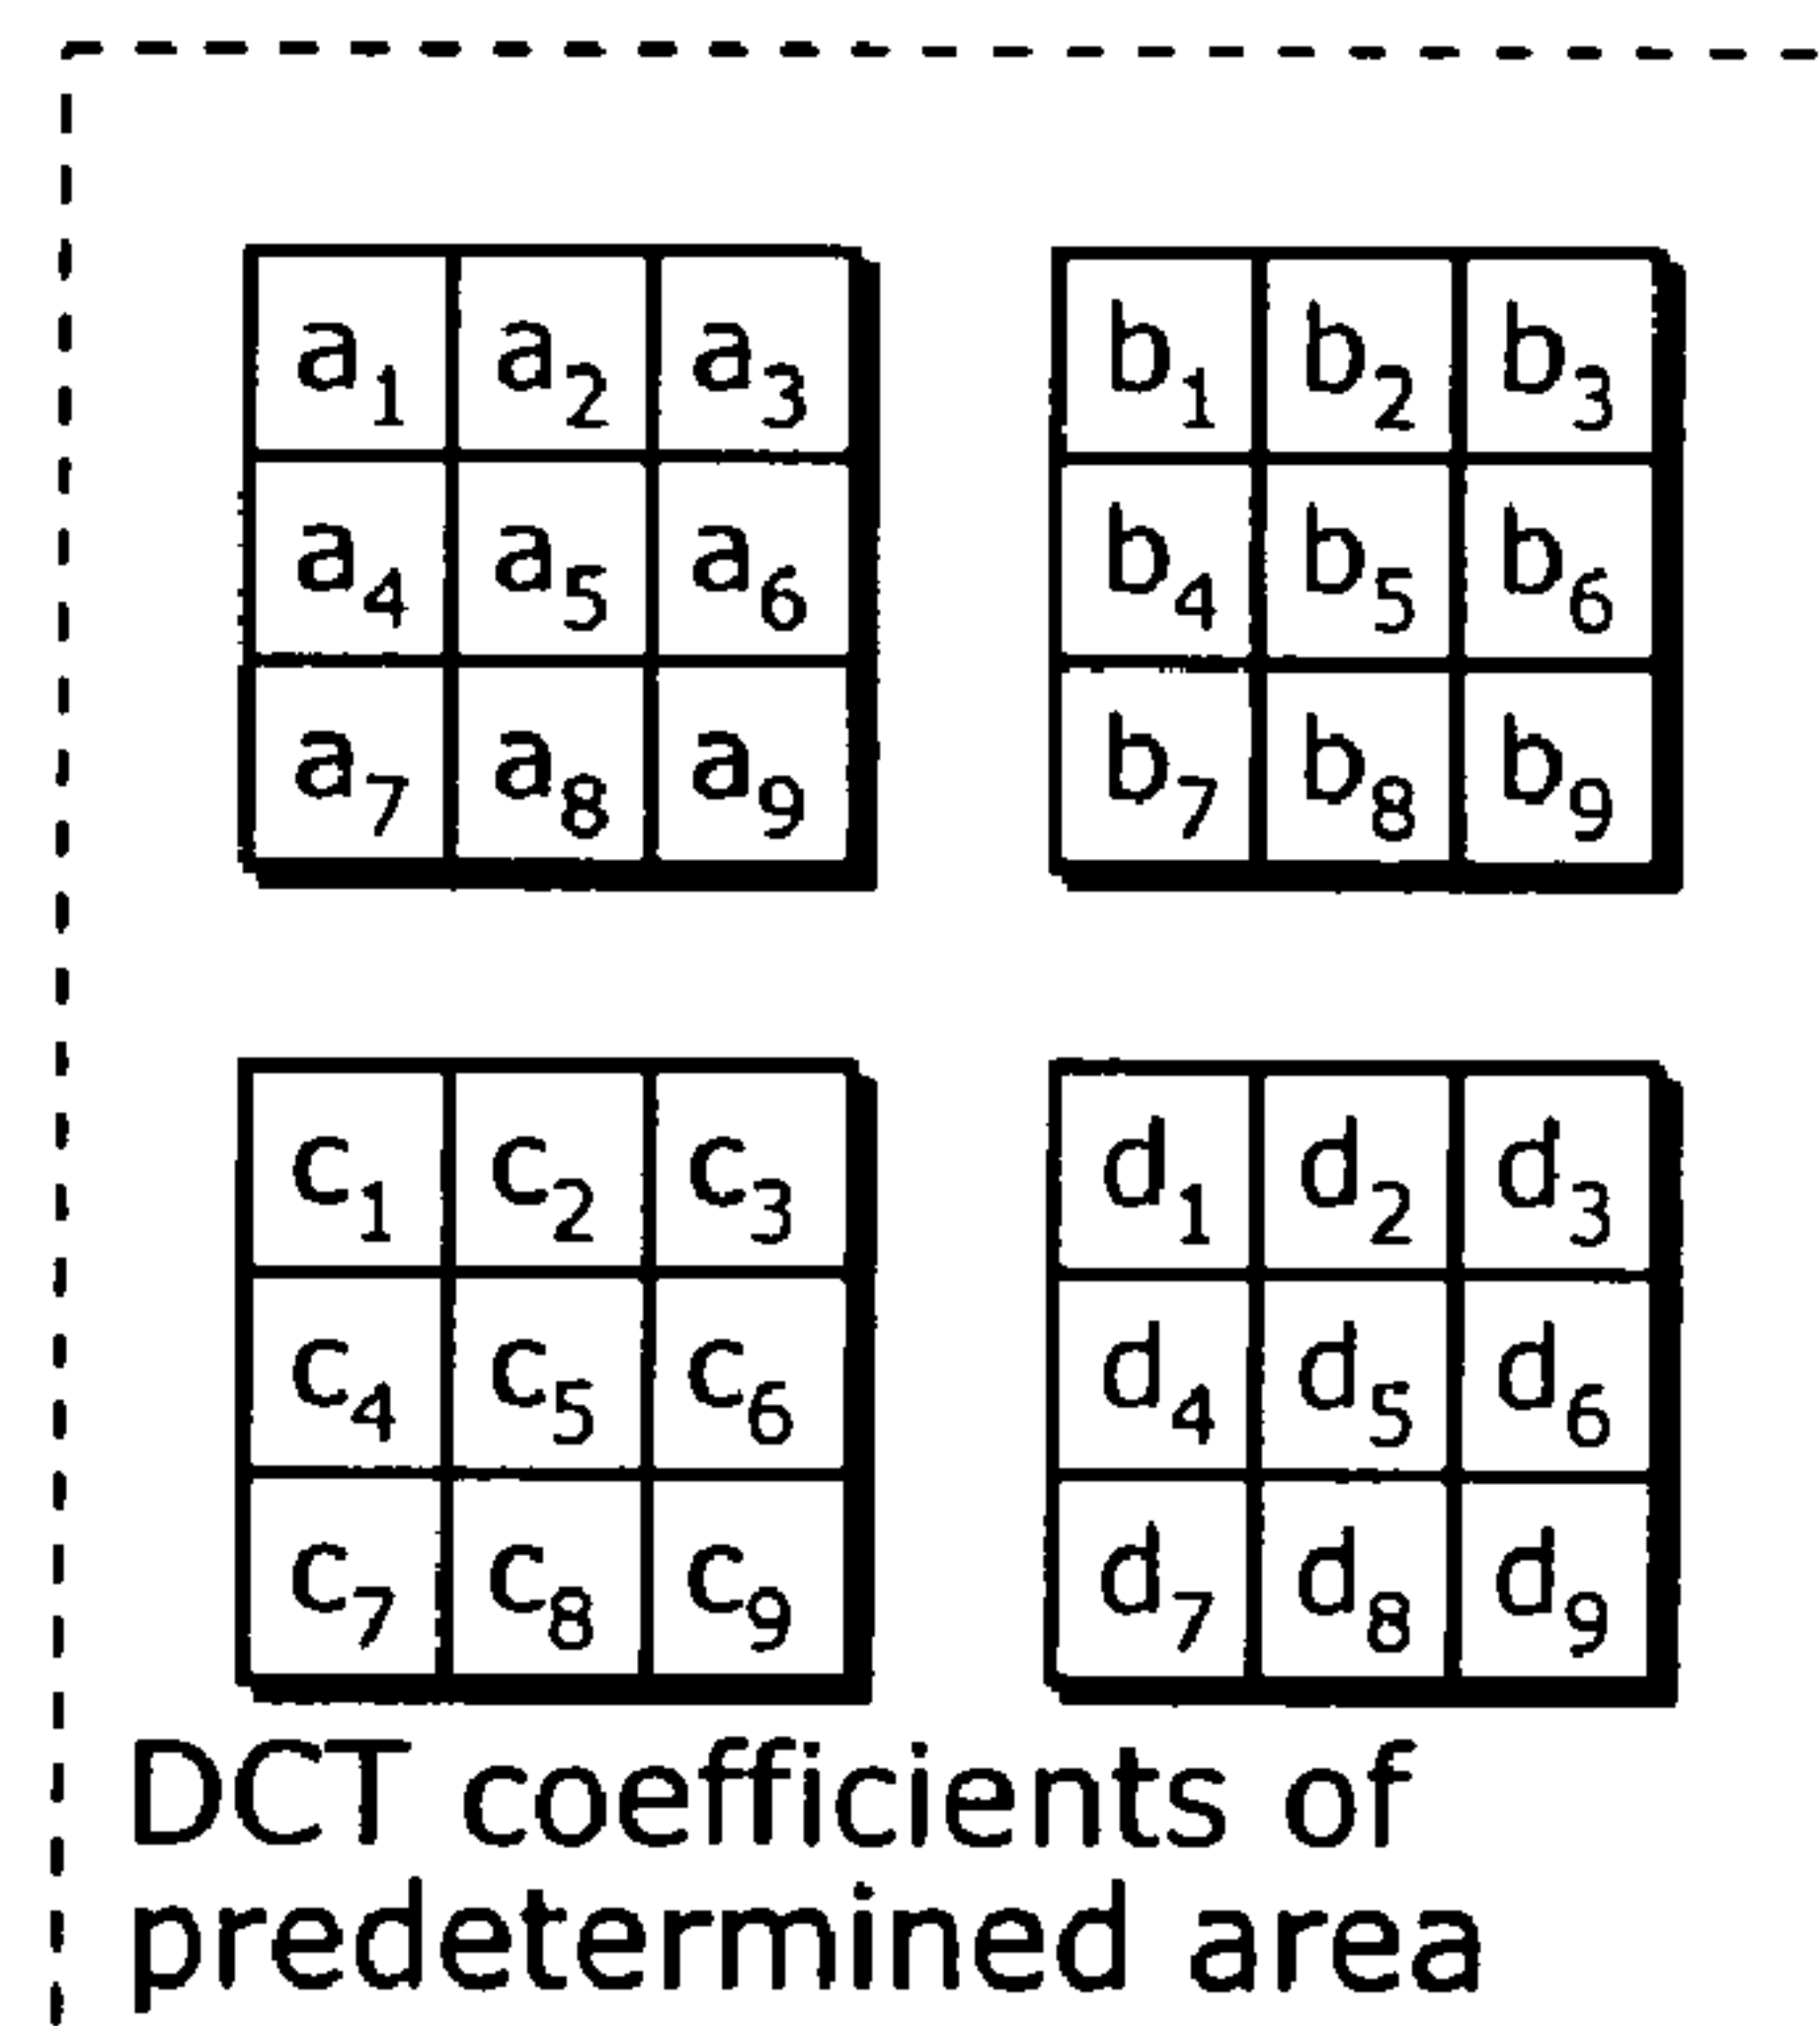 a1 a2 a3 b1 b2 b3
a4 a5 a6 b4 b5 b6
a7 a8 a9 b7 b8 b9
c1 c2 c3 d1 d2 d3
c4 c5 c6 d4 d5 d6
c7 c8 c9 d7 d8 d9
DCT coefficients of
predetermined area